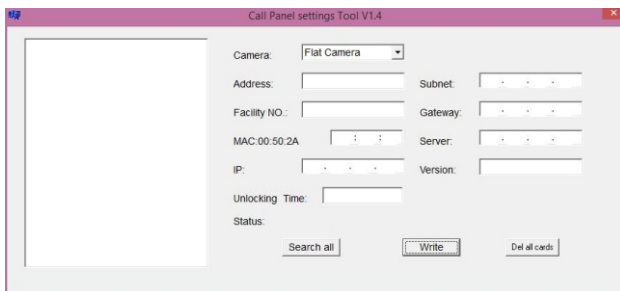 Call Panel settings Tool V1.4
Camera: Flat Camera
Address: Subnet:
Facility NO.: Gateway:
MAC:00:50:2A : : Server:
IP: Version:
Unlocking Time:
Status:
Search all Write Del all cards